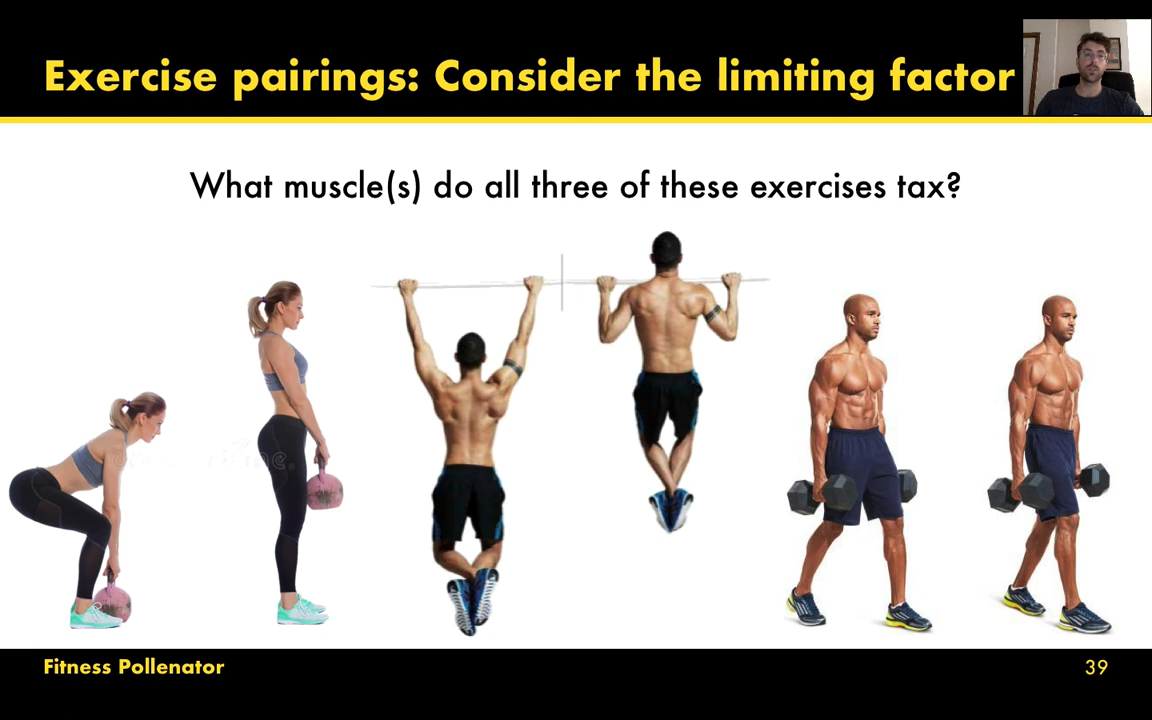 Exercise pairings: Consider the limiting factor
What muscle(s) do all three of these exercises tax?
Fitness Pollenator
39